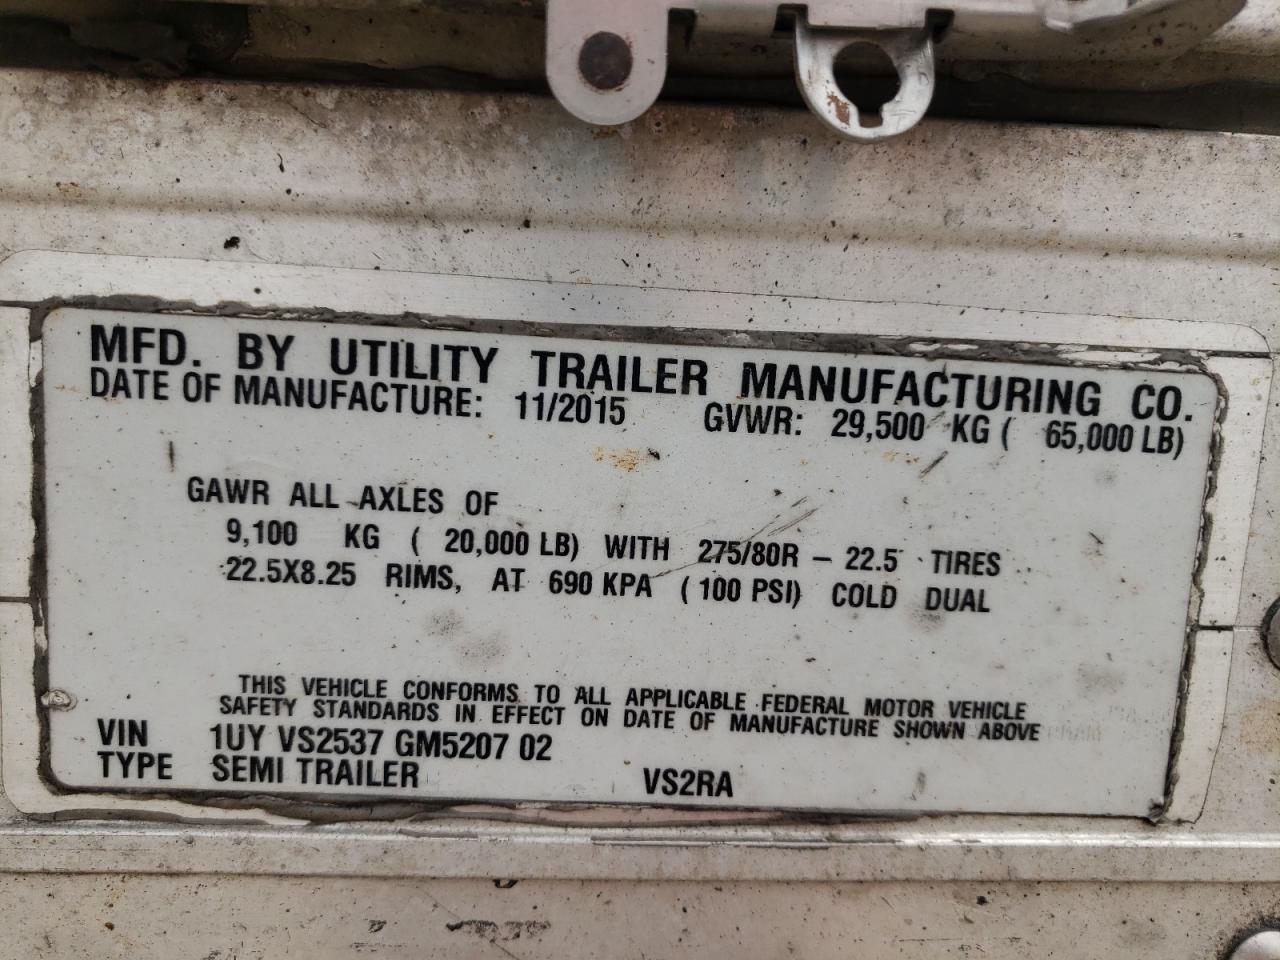 MFD. BY UTILITY TRAILER MANUFACTURING CO.
DATE OF MANUFACTURE: 11/2015 GVWR: 29,500 KG ( 65,000 LB)
GAWR ALL AXLES OF
9,100 KG ( 20,000 LB) WITH 275/80R – 22.5 TIRES
22.5X8.25 RIMS, AT 690 KPA (100 PSI) COLD DUAL
THIS VEHICLE CONFORMS TO ALL APPLICABLE FEDERAL MOTOR VEHICLE
SAFETY STANDARDS IN EFFECT ON DATE OF MANUFACTURE SHOWN ABOVE
VIN 1UY VS2537 GM5207 02
TYPE SEMI TRAILER VS2RA